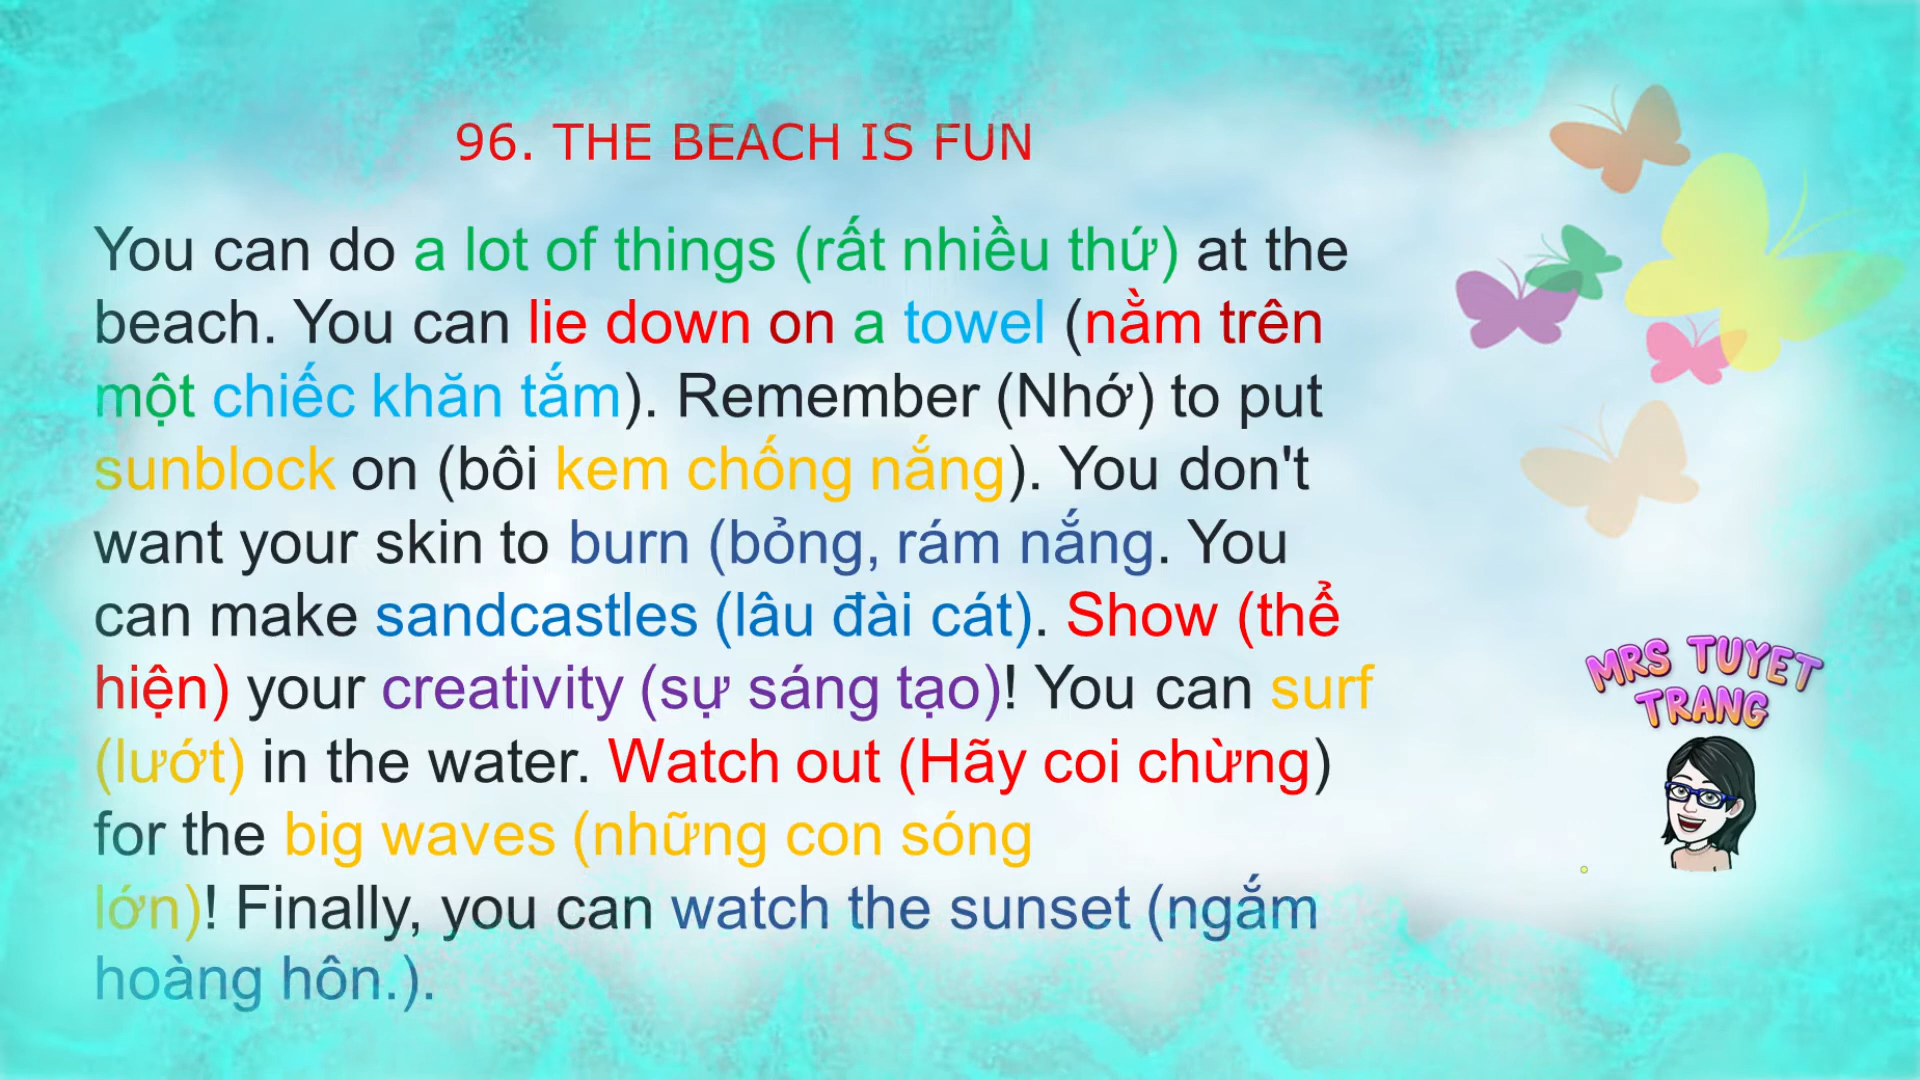 96. THE BEACH IS FUN
You can do a lot of things (rất nhiều thứ) at the
beach. You can lie down on a towel (nằm trên
một chiếc khăn tắm). Remember (Nhớ) to put
sunblock on (bôi kem chống nắng). You don't
want your skin to burn (bỏng, rám nắng. You
can make sandcastles (lâu đài cát). Show (thể
hiện) your creativity (sự sáng tạo)! You can surf
(lướt) in the water. Watch out (Hãy coi chừng)
for the big waves (những con sóng
lớn)! Finally, you can watch the sunset (ngắm
hoàng hôn.).
MRS TUYET
TRANG